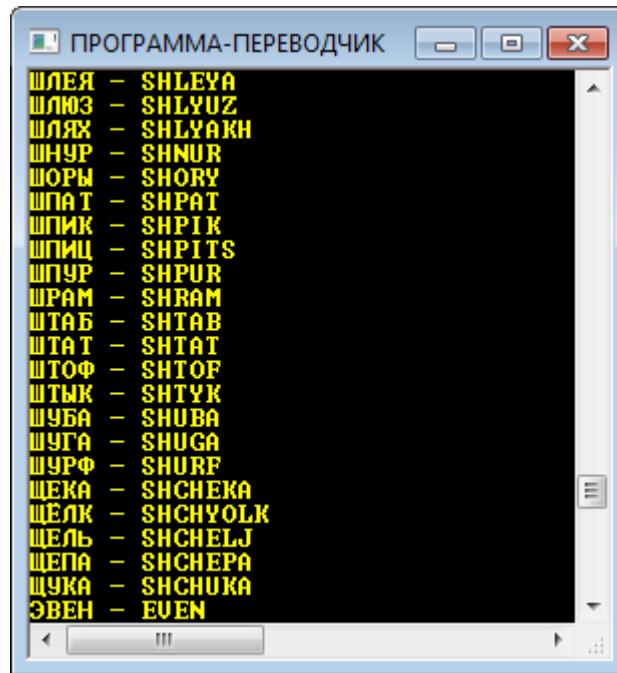 ПРОГРАММА-ПЕРЕВОДЧИК
ШЛЕЯ - SHLEYA
ШЛЮЗ - SHLYUZ
ШЛЯХ - SHLYAKH
ШНУР - SHNUR
ШОРЫ - SHORY
ШПАТ - SHPAT
ШПИК - SHPIK
ШПИЦ - SHPITS
ШПУР - SHPUR
ШРАМ - SHRAM
ШТАБ - SHTAB
ШТАТ - SHTAT
ШТОФ - SHTOF
ШТЫК - SHTYK
ШУБА - SHUBA
ШУГА - SHUGA
ШУРФ - SHURF
ЩЕКА - SHCHEKA
ЩЁЛК - SHCHYOLK
ЩЕЛЬ - SHCHELJ
ЩЕПА - SHCHEPA
ЩУКА - SHCHUKA
ЭВЕН - EVEN